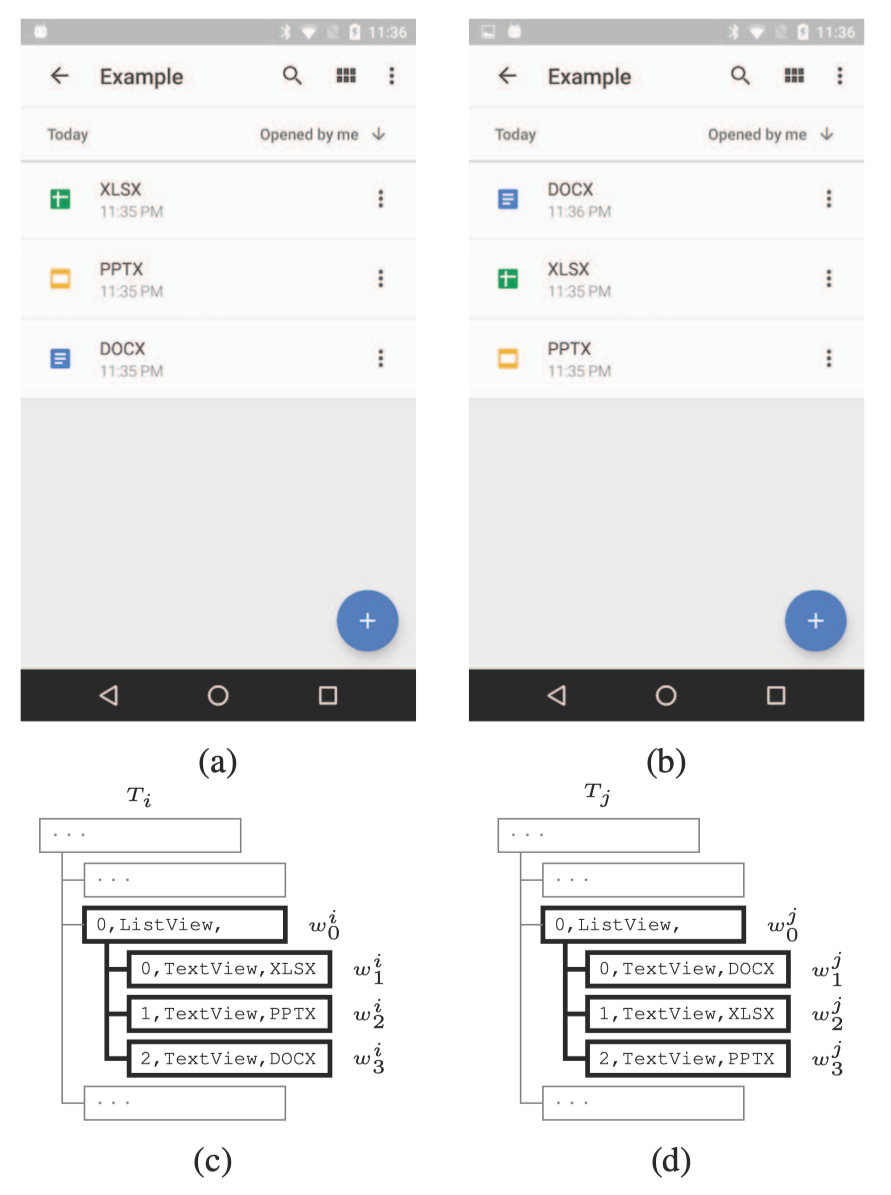 11:36
Example
Today Opened by me
XLSX
11:35 PM
PPTX
11:35 PM
DOCX
11:35 PM
(a)
11:36
Example
Today Opened by me
DOCX
11:36 PM
XLSX
11:35 PM
PPTX
11:35 PM
(b)
T_i
...
...
0,ListView, w_0^i
0,TextView,XLSX w_1^i
1,TextView,PPTX w_2^i
2,TextView,DOCX w_3^i
...
(c)
T_j
...
...
0,ListView, w_0^j
0,TextView,DOCX w_1^j
1,TextView,XLSX w_2^j
2,TextView,PPTX w_3^j
...
(d)